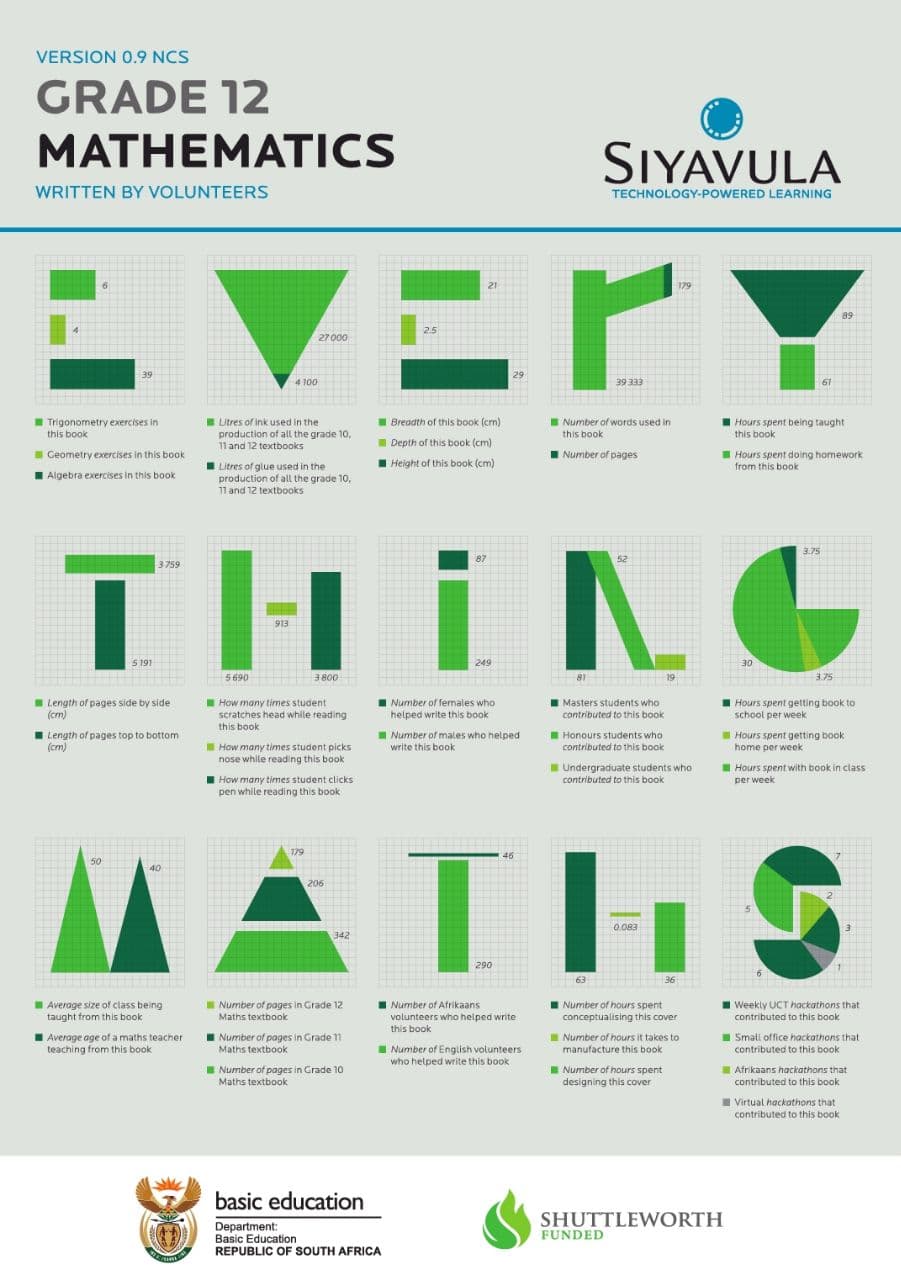 VERSION 0.9 NCS
GRADE 12
MATHEMATICS
WRITTEN BY VOLUNTEERS
SIYAVULA
TECHNOLOGY-POWERED LEARNING
6
4
39
Trigonometry exercises in
this book
Geometry exercises in this book
Algebra exercises in this book
27 000
4 100
Litres of ink used in the
production of all the grade 10,
11 and 12 textbooks
Litres of glue used in the
production of all the grade 10,
11 and 12 textbooks
21
2.5
29
Breadth of this book (cm)
Depth of this book (cm)
Height of this book (cm)
179
39 333
Number of words used in
this book
Number of pages
89
61
Hours spent being taught
this book
Hours spent doing homework
from this book
3 759
5 191
Length of pages side by side
(cm)
Length of pages top to bottom
(cm)
913
5 690
3 800
How many times student
scratches head while reading
this book
How many times student picks
nose while reading this book
How many times student clicks
pen while reading this book
87
249
Number of females who
helped write this book
Number of males who helped
write this book
52
81
19
Masters students who
contributed to this book
Honours students who
contributed to this book
Undergraduate students who
contributed to this book
3.75
30
3.75
Hours spent getting book to
school per week
Hours spent getting book
home per week
Hours spent with book in class
per week
50
40
Average size of class being
taught from this book
Average age of a maths teacher
teaching from this book
179
206
342
Number of pages in Grade 12
Maths textbook
Number of pages in Grade 11
Maths textbook
Number of pages in Grade 10
Maths textbook
46
290
Number of Afrikaans
volunteers who helped write
this book
Number of English volunteers
who helped write this book
0.083
63
36
Number of hours spent
conceptualising this cover
Number of hours it takes to
manufacture this book
Number of hours spent
designing this cover
7
2
5
3
1
6
Weekly UCT hackathons that
contributed to this book
Small office hackathons that
contributed to this book
Afrikaans hackathons that
contributed to this book
Virtual hackathons that
contributed to this book
basic education
Department:
Basic Education
REPUBLIC OF SOUTH AFRICA
SHUTTLEWORTH
FUNDED